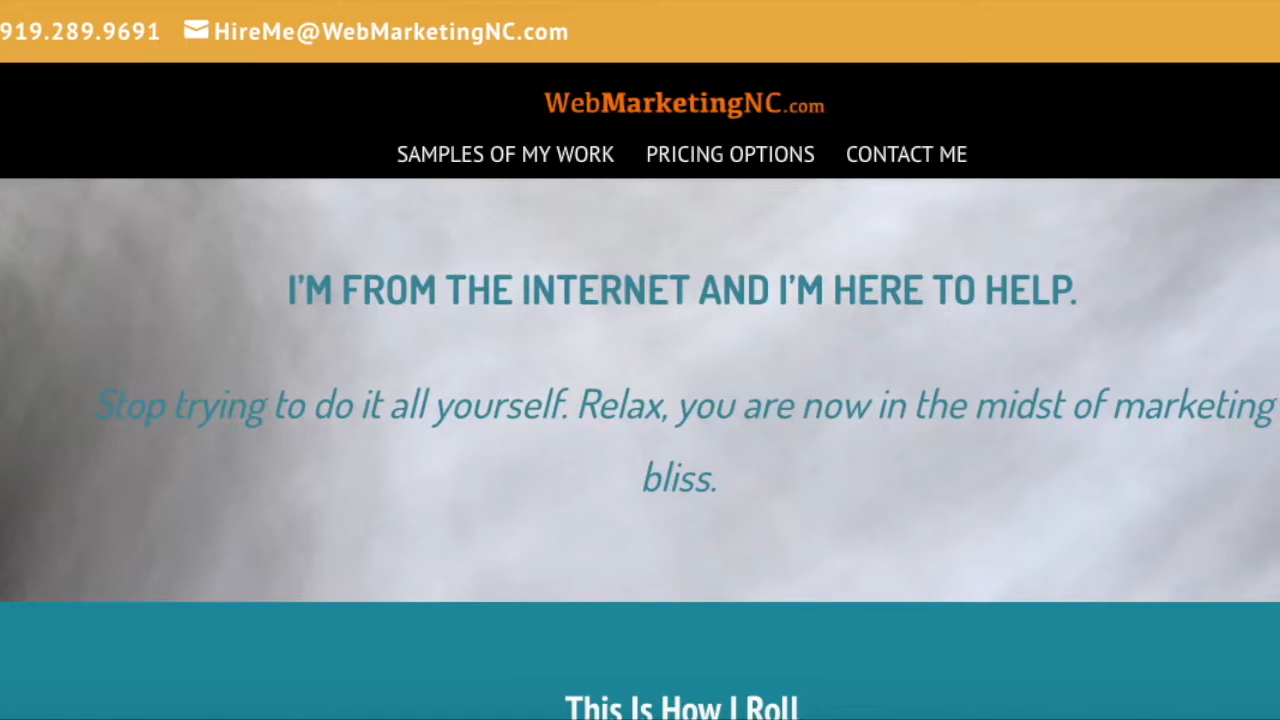 919.289.9691 HireMe@WebMarketingNC.com
WebMarketingNC.com
SAMPLES OF MY WORK PRICING OPTIONS CONTACT ME
I'M FROM THE INTERNET AND I'M HERE TO HELP.
Stop trying to do it all yourself. Relax, you are now in the midst of marketing
bliss.
This Is How I Roll